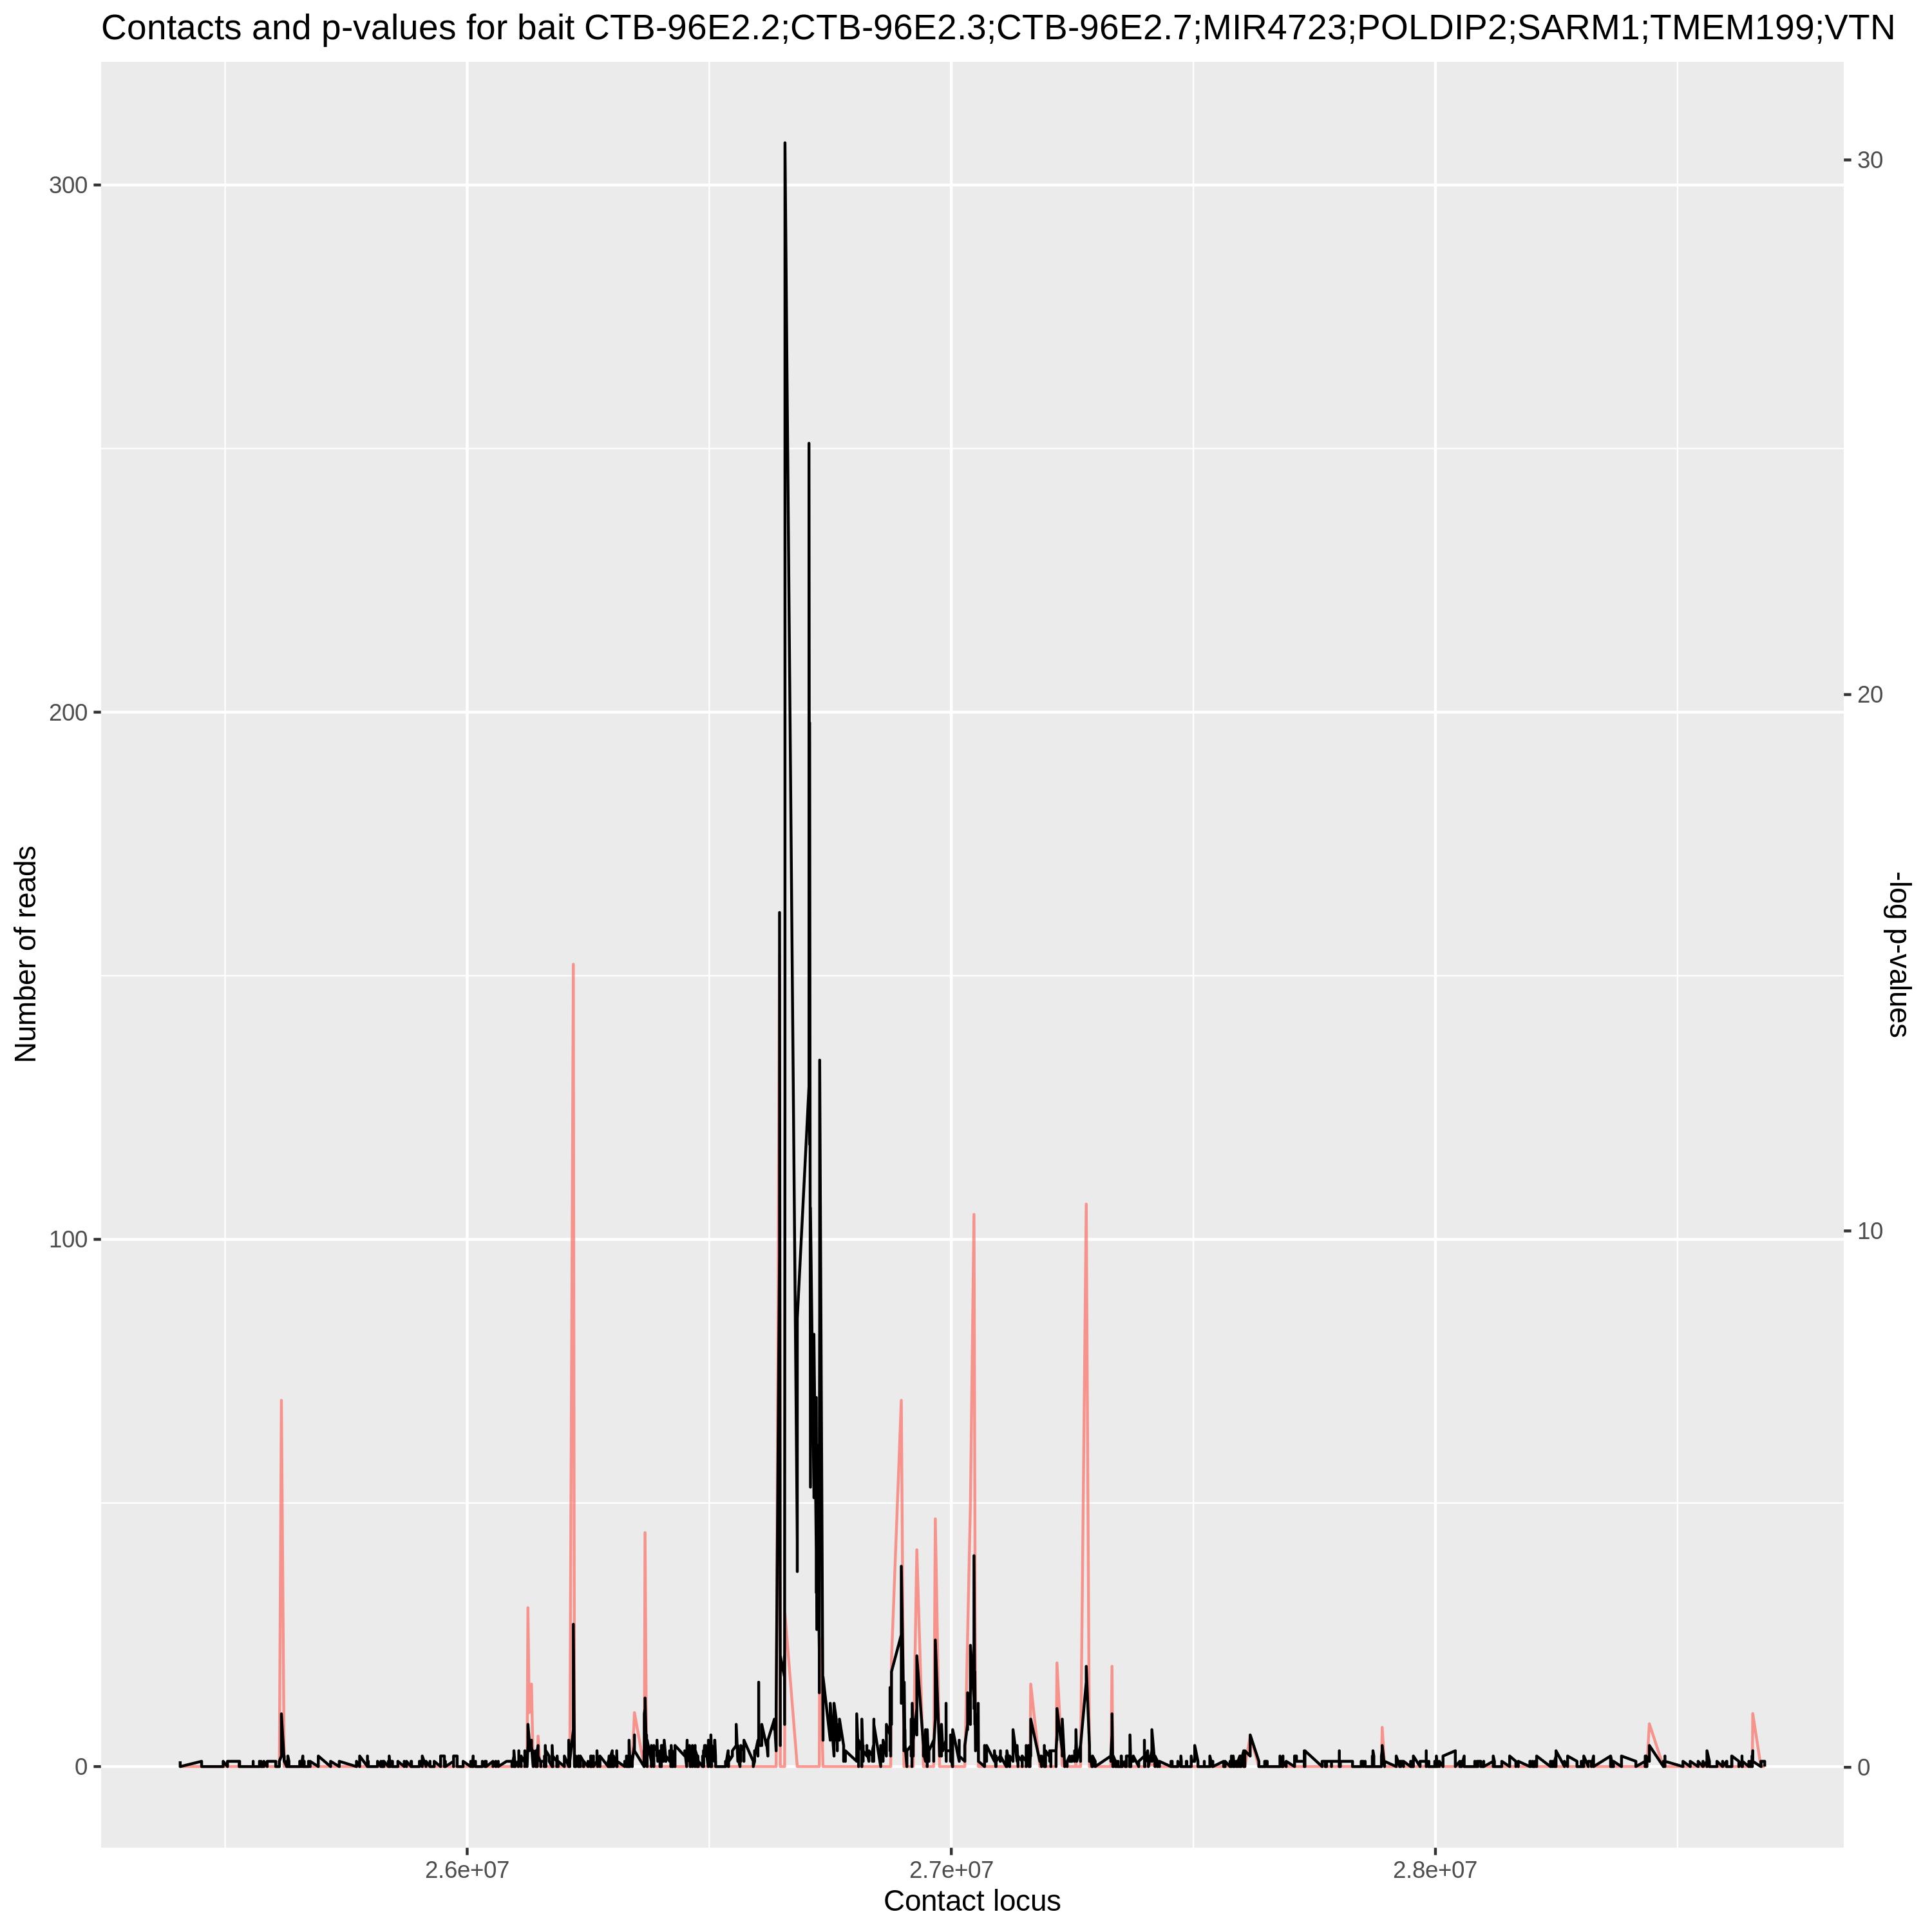 Contacts and p-values for bait CTB-96E2.2;CTB-96E2.3;CTB-96E2.7;MIR4723;POLDIP2;SARM1;TMEM199;VTN
300
200
100
0
Number of reads
30
20
10
0
-log p-values
2.6e+07
2.7e+07
2.8e+07
Contact locus